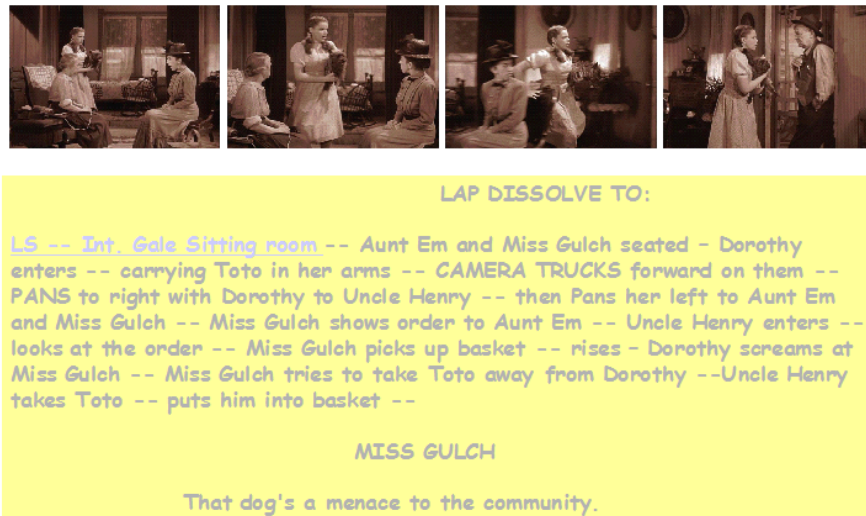 LAP DISSOLVE TO:
LS -- Int. Gale Sitting room -- Aunt Em and Miss Gulch seated – Dorothy
enters -- carrying Toto in her arms -- CAMERA TRUCKS forward on them --
PANS to right with Dorothy to Uncle Henry -- then Pans her left to Aunt Em
and Miss Gulch -- Miss Gulch shows order to Aunt Em -- Uncle Henry enters --
looks at the order -- Miss Gulch picks up basket -- rises – Dorothy screams at
Miss Gulch -- Miss Gulch tries to take Toto away from Dorothy --Uncle Henry
takes Toto -- puts him into basket --
MISS GULCH
That dog's a menace to the community.